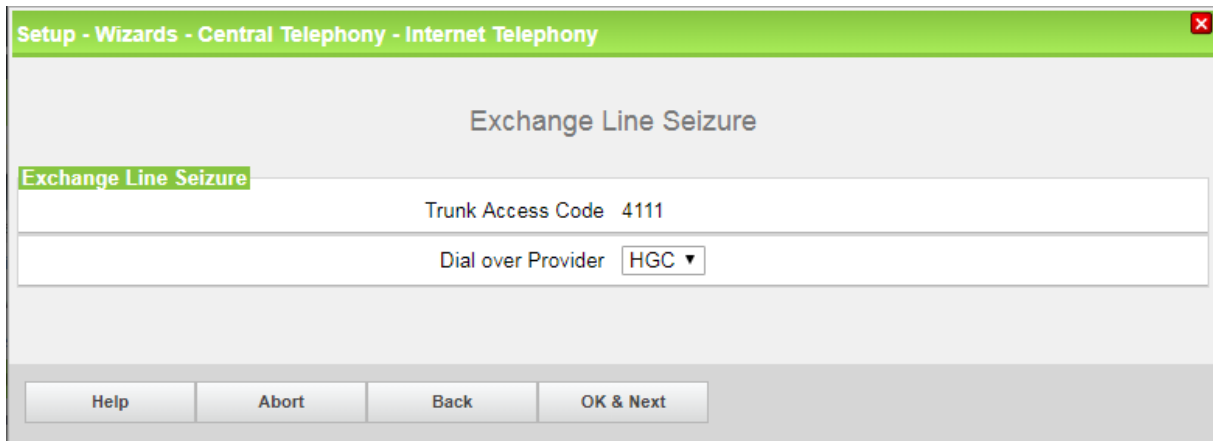 Setup - Wizards - Central Telephony - Internet Telephony
Exchange Line Seizure
Exchange Line Seizure
Trunk Access Code 4111
Dial over Provider HGC
Help Abort Back OK & Next